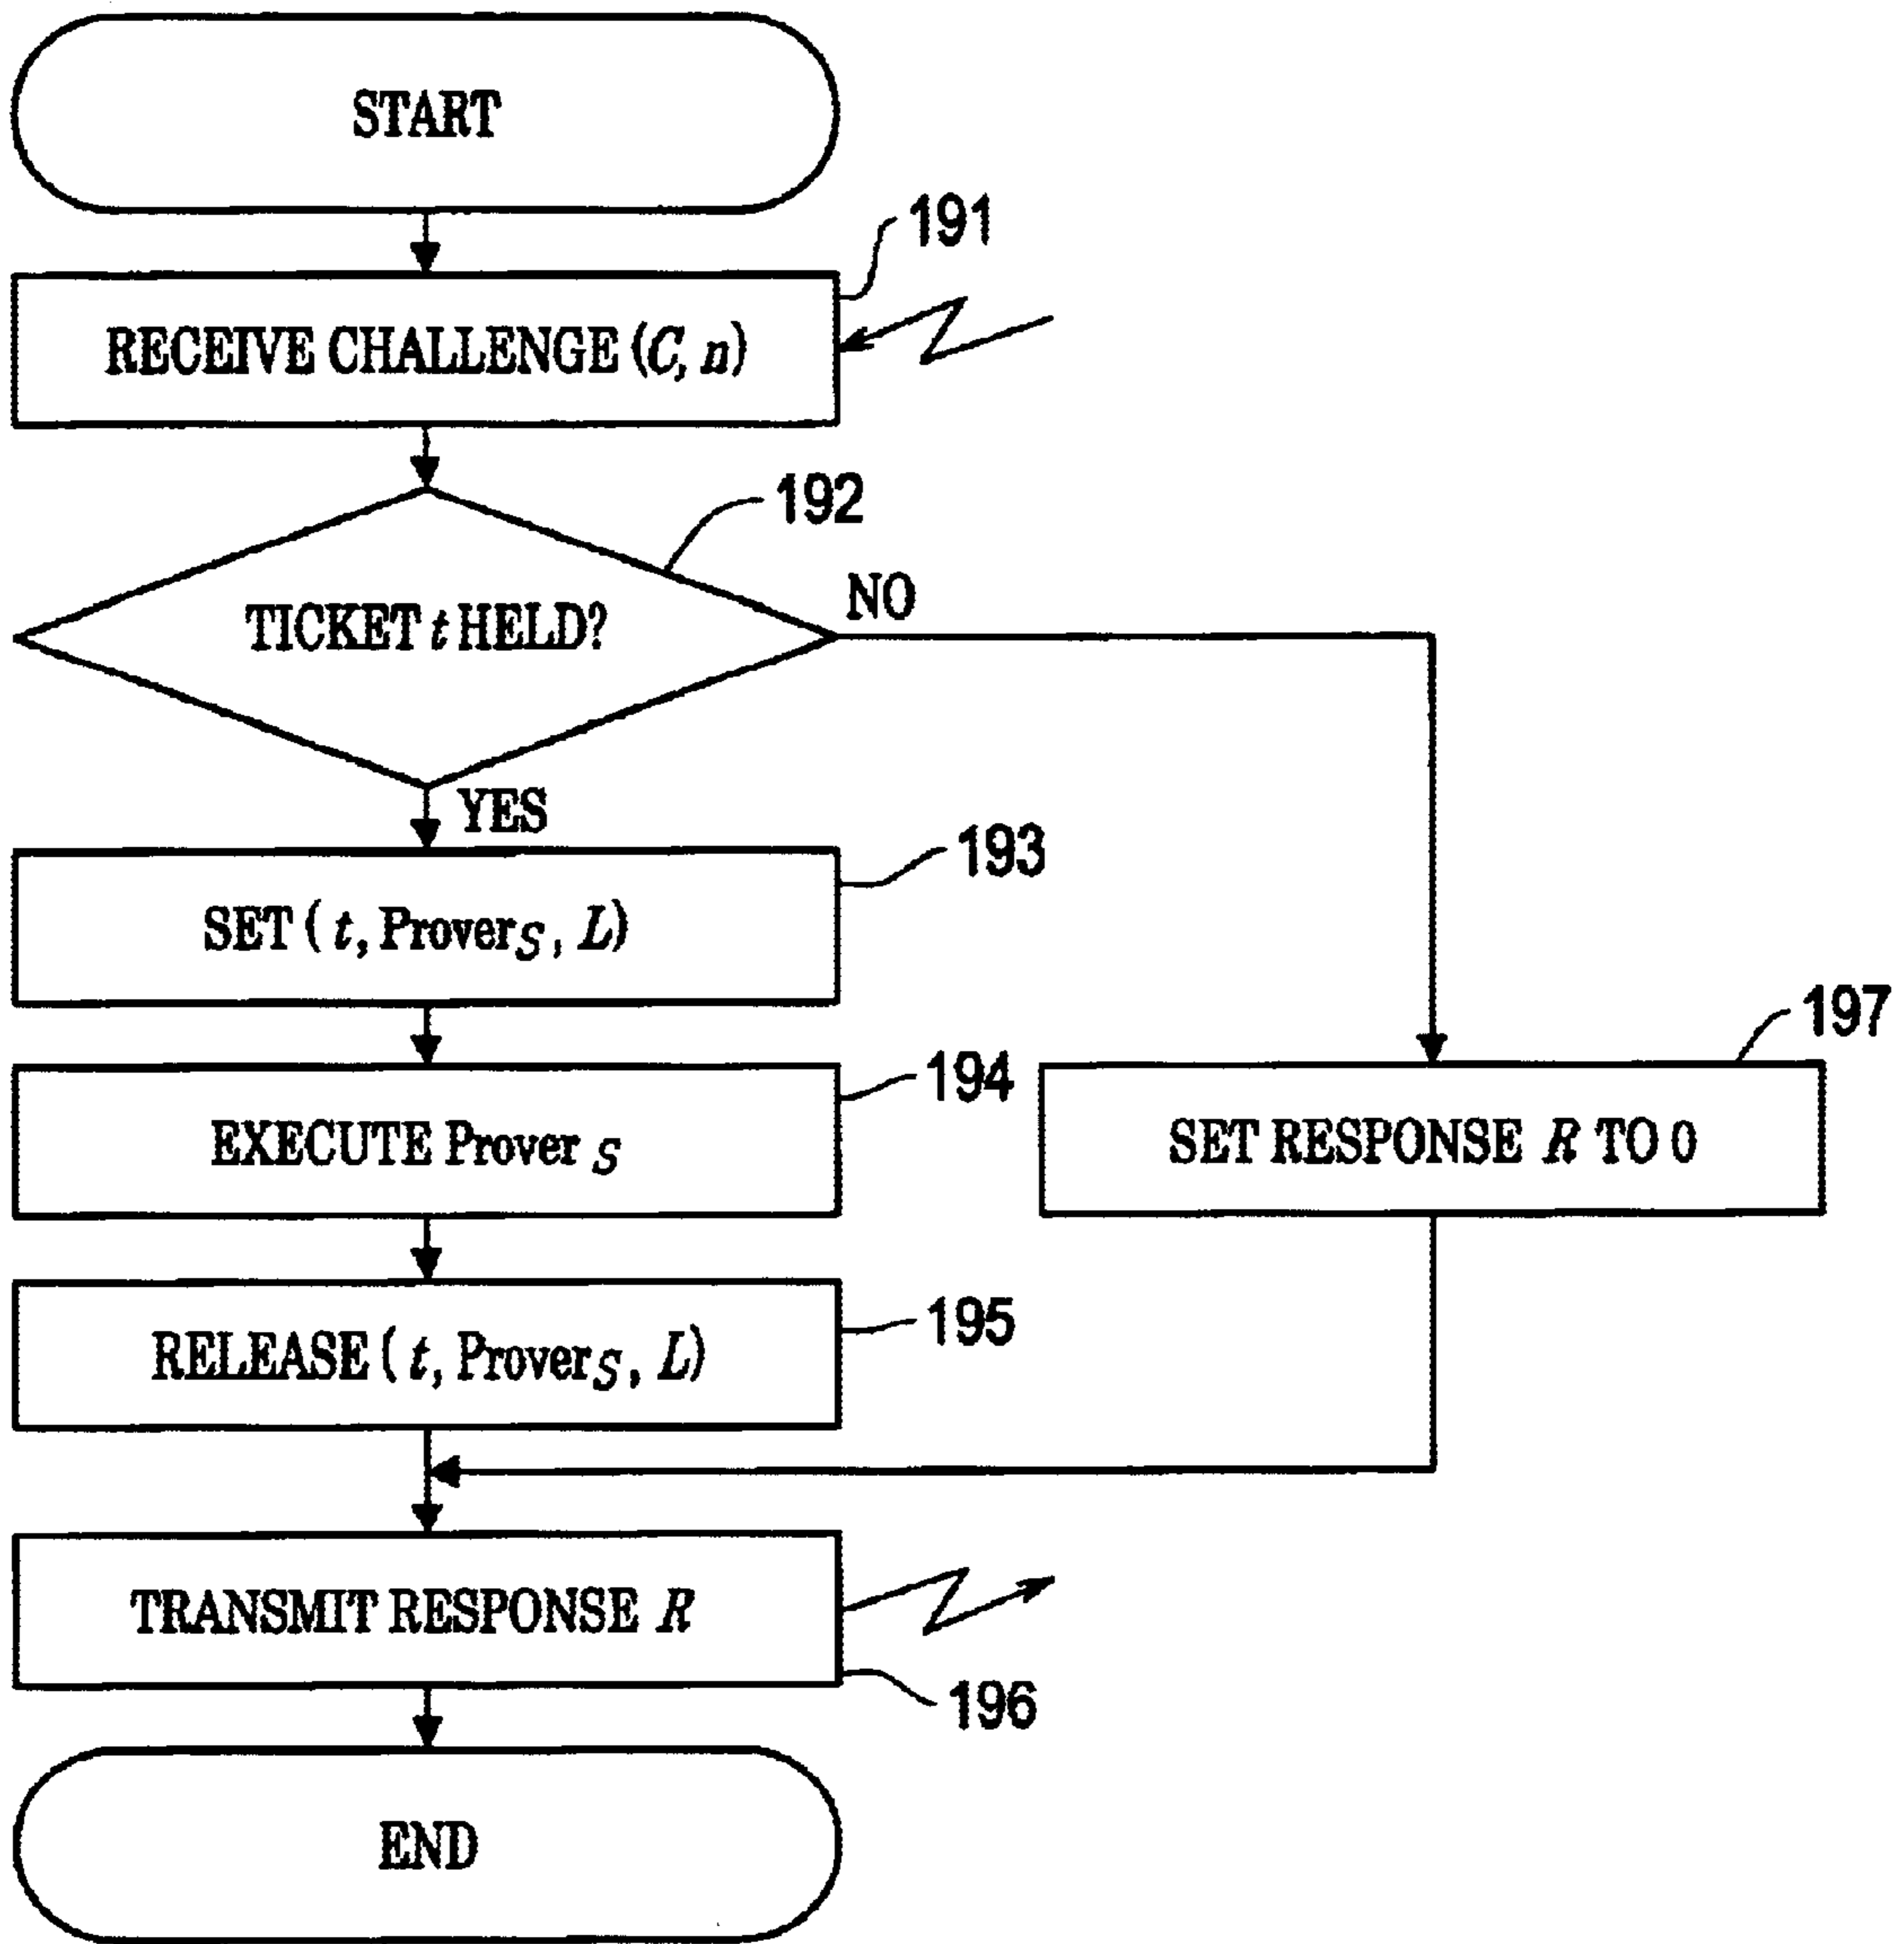 START
191
RECEIVE CHALLENGE (C, n)
192
TICKET t HELD?
NO
YES
193
SET ( t, ProverS, L)
197
194
EXECUTE Prover S
SET RESPONSE R TO 0
195
RELEASE ( t, ProverS, L)
TRANSMIT RESPONSE R
196
END